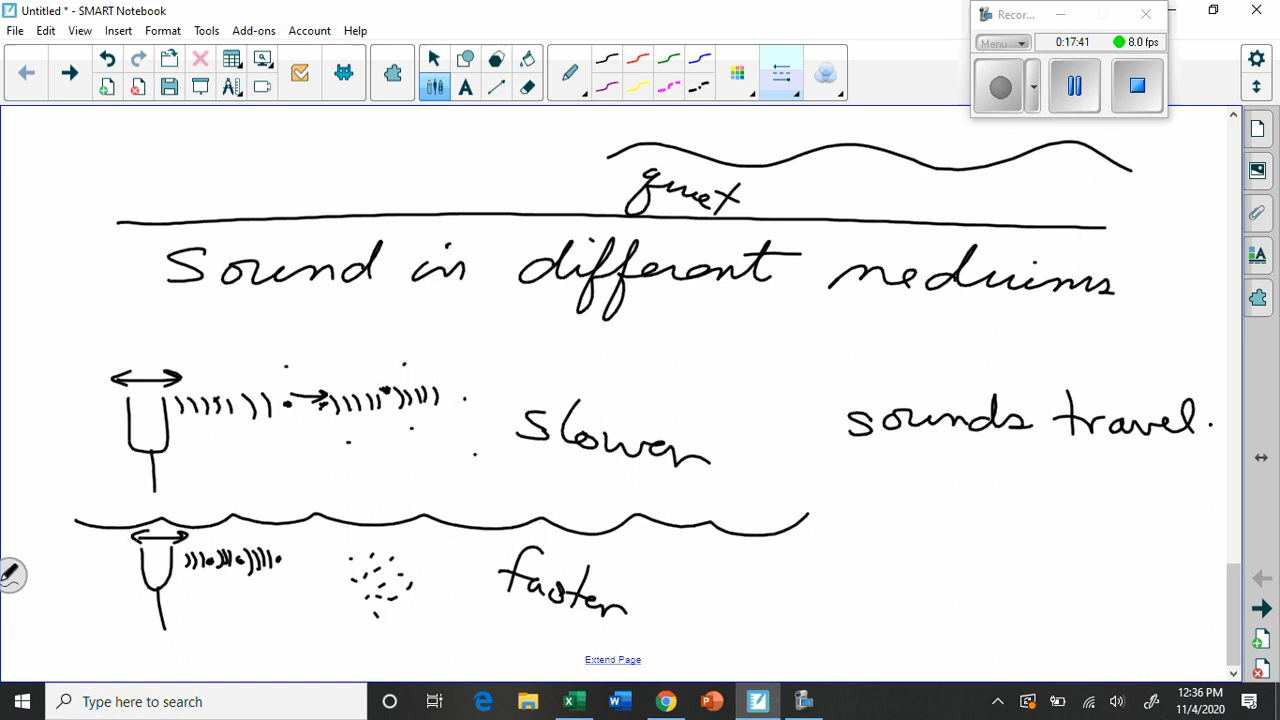 Untitled * - SMART Notebook
Recor...
File Edit View Insert Format Tools Add-ons Account Help
Menu 0:17:41 8.0 fps
quiet
Sound in different nediums
slower
sounds travel.
faster
Extend Page
Type here to search
12:36 PM
11/4/2020